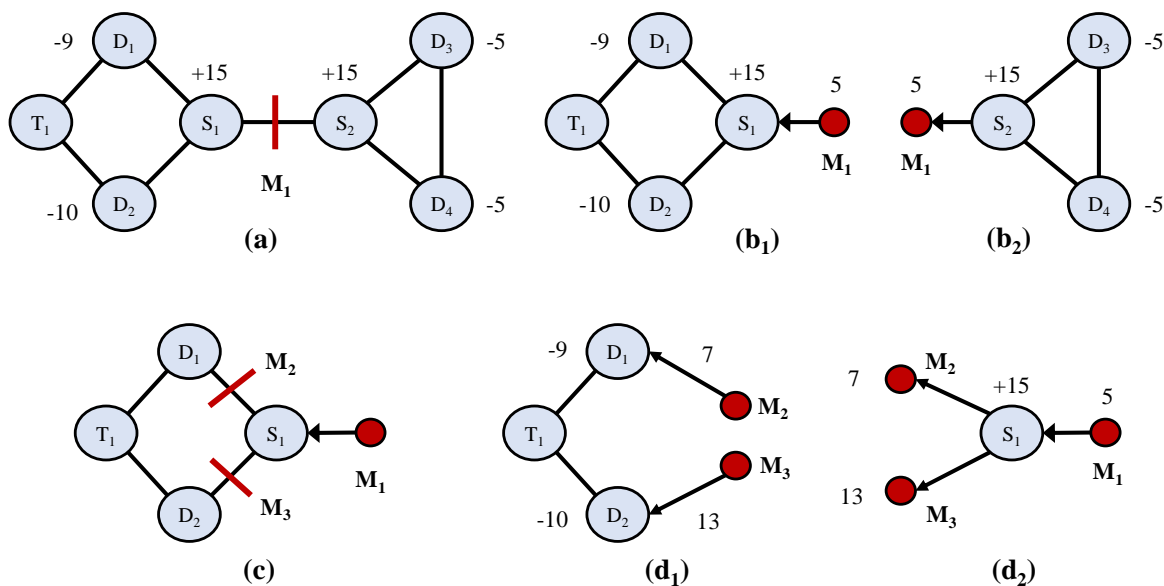 -9 D₁ D₃ -5
+15 +15
T₁ S₁ S₂
M₁
-10 D₂ D₄ -5
(a)
-9 D₁ D₃ -5
+15 5 5 +15
T₁ S₁ S₂
M₁ M₁
-10 D₂ D₄ -5
(b₁) (b₂)
D₁ M₂
T₁ S₁
M₁
D₂ M₃
(c)
-9 D₁ 7
M₂
T₁
M₃
-10 D₂ 13
(d₁)
7 M₂ +15 5
S₁
M₁
13 M₃
(d₂)